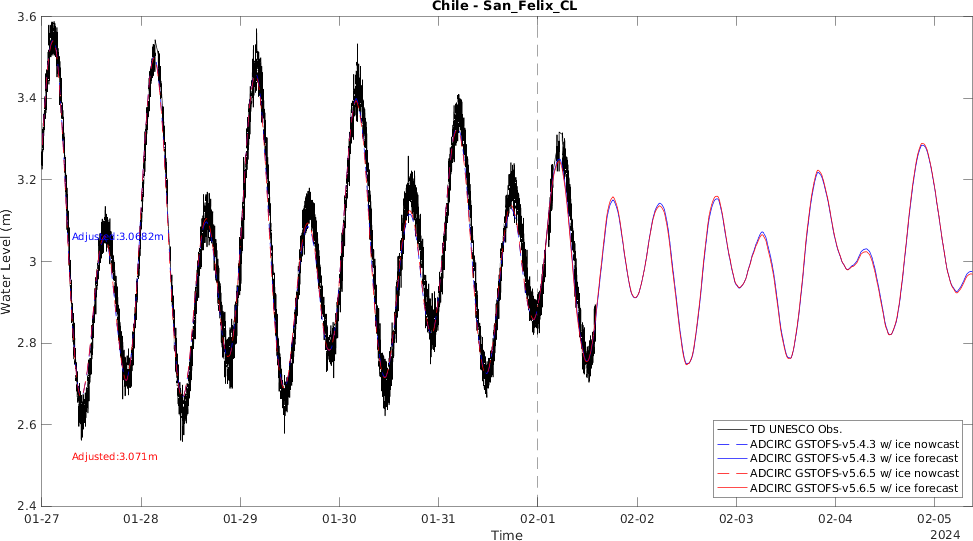 Chile - San_Felix_CL
3.6
3.4
3.2
3
2.8
2.6
2.4
Water Level (m)
Adjusted:3.0682m
Adjusted:3.071m
TD UNESCO Obs.
ADCIRC GSTOFS-v5.4.3 w/ ice nowcast
ADCIRC GSTOFS-v5.4.3 w/ ice forecast
ADCIRC GSTOFS-v5.6.5 w/ ice nowcast
ADCIRC GSTOFS-v5.6.5 w/ ice forecast
01-27 01-28 01-29 01-30 01-31 02-01 02-02 02-03 02-04 02-05
Time 2024